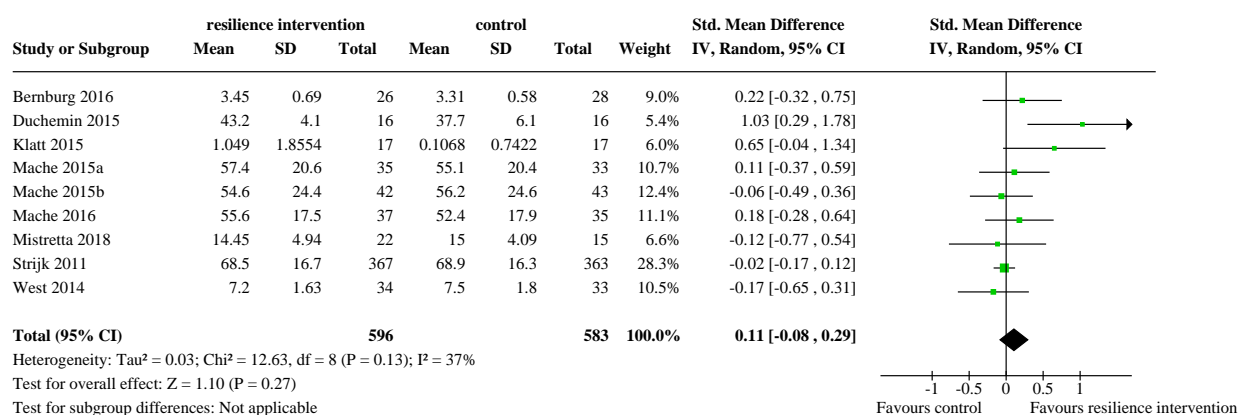 resilience intervention control Std. Mean Difference Std. Mean Difference
Study or Subgroup Mean SD Total Mean SD Total Weight IV, Random, 95% CI IV, Random, 95% CI
Bernburg 2016 3.45 0.69 26 3.31 0.58 28 9.0% 0.22 [-0.32 , 0.75]
Duchemin 2015 43.2 4.1 16 37.7 6.1 16 5.4% 1.03 [0.29 , 1.78]
Klatt 2015 1.049 1.8554 17 0.1068 0.7422 17 6.0% 0.65 [-0.04 , 1.34]
Mache 2015a 57.4 20.6 35 55.1 20.4 33 10.7% 0.11 [-0.37 , 0.59]
Mache 2015b 54.6 24.4 42 56.2 24.6 43 12.4% -0.06 [-0.49 , 0.36]
Mache 2016 55.6 17.5 37 52.4 17.9 35 11.1% 0.18 [-0.28 , 0.64]
Mistretta 2018 14.45 4.94 22 15 4.09 15 6.6% -0.12 [-0.77 , 0.54]
Strijk 2011 68.5 16.7 367 68.9 16.3 363 28.3% -0.02 [-0.17 , 0.12]
West 2014 7.2 1.63 34 7.5 1.8 33 10.5% -0.17 [-0.65 , 0.31]
Total (95% CI) 596 583 100.0% 0.11 [-0.08 , 0.29]
Heterogeneity: Tau² = 0.03; Chi² = 12.63, df = 8 (P = 0.13); I² = 37%
Test for overall effect: Z = 1.10 (P = 0.27)
-1 -0.5 0 0.5 1
Test for subgroup differences: Not applicable Favours control Favours resilience intervention